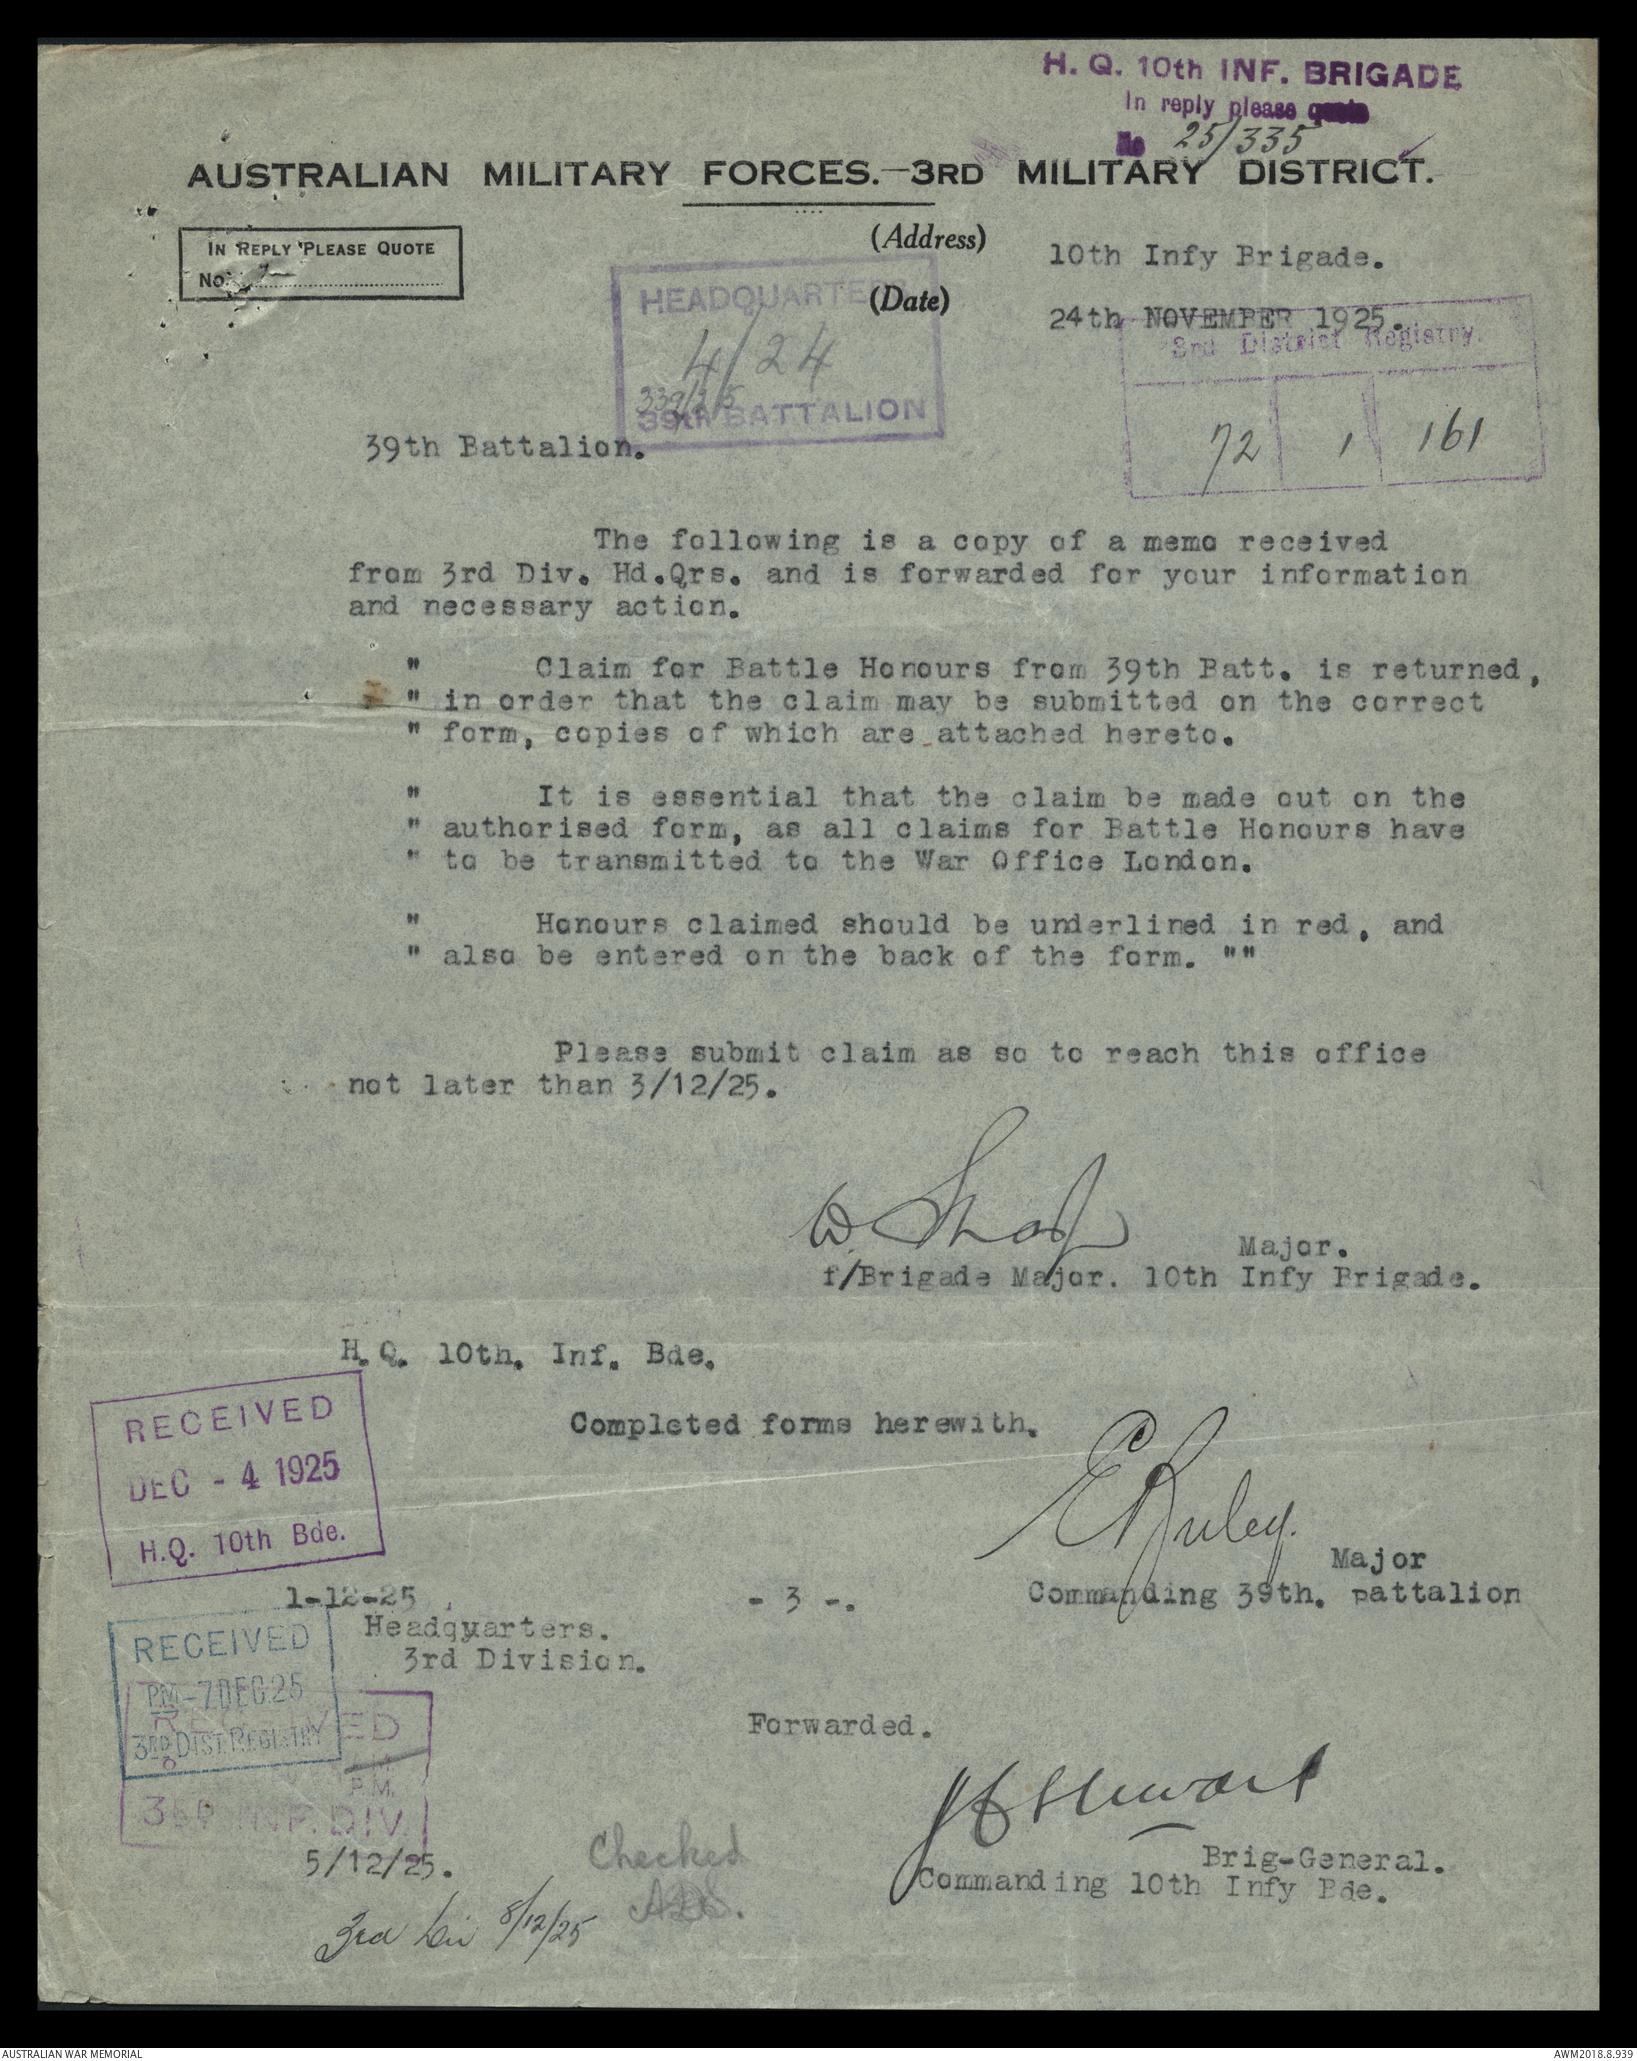 H. Q. 10th INF. BRIGADE
In reply please quote
No 25/335
AUSTRALIAN MILITARY FORCES.—3RD MILITARY DISTRICT.
IN REPLY PLEASE QUOTE
No.
(Address) 10th Infy Brigade.
(Date) 24th NOVEMBER 1925.
HEADQUARTERS
4/24
339/1/5
39th BATTALION
3rd District Registry.
72 1 161
39th Battalion.
The following is a copy of a memo received
from 3rd Div. Hd.Qrs. and is forwarded for your information
and necessary action.
" Claim for Battle Honours from 39th Batt. is returned,
" in order that the claim may be submitted on the correct
" form, copies of which are attached hereto.
" It is essential that the claim be made out on the
" authorised form, as all claims for Battle Honours have
" to be transmitted to the War Office London.
" Honours claimed should be underlined in red, and
" also be entered on the back of the form. ""
Please submit claim as so to reach this office
not later than 3/12/25.
W. Sharp
Major.
f/Brigade Major. 10th Infy Brigade.
H.Q. 10th. Inf. Bde.
Completed forms herewith.
RECEIVED
DEC - 4 1925
H.Q. 10th Bde.
Major
1-12-25 - 3 -. Commanding 39th. Battalion
Headquarters.
3rd Division.
RECEIVED
PM-7DEC.25
3RD DIST. REGISTRY
RECEIVED
P.M.
3RD INF. DIV.
Forwarded.
J C Stewart
Brig-General.
5/12/25.
Commanding 10th Infy Bde.
Checked
3rd Div 8/12/25
AUSTRALIAN WAR MEMORIAL
AWM2018.8.939